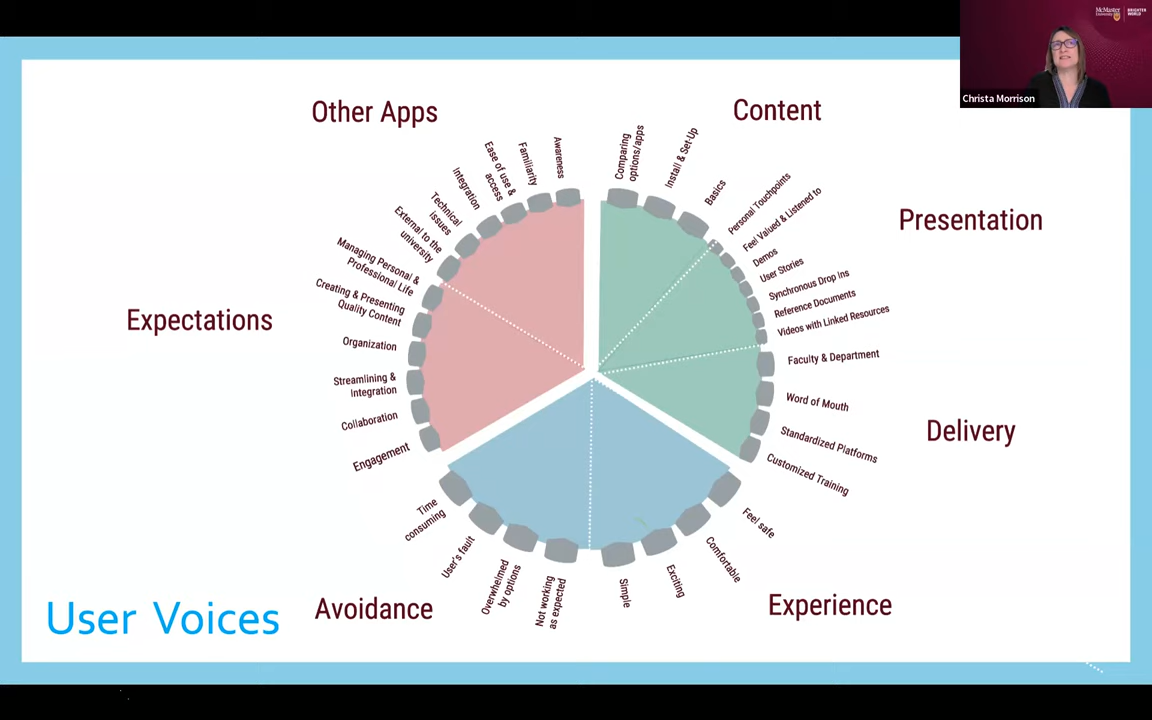 McMaster
University
BRIGHTER
WORLD
Christa Morrison
Other Apps
Content
Presentation
Expectations
Delivery
Avoidance
Experience
User Voices
Awareness
Familiarity
Ease of use &
access
Integration
Technical
issues
External to the
university
Managing Personal &
Professional Life
Creating & Presenting
Quality Content
Organization
Streamlining &
Integration
Collaboration
Engagement
Comparing
options/apps
Install & Set-Up
Basics
Personal Touchpoints
Feel Valued & Listened to
Demos
User Stories
Synchronous Drop ins
Reference Documents
Videos with Linked Resources
Faculty & Department
Word of Mouth
Standardized Platforms
Customized Training
Feel safe
Comfortable
Exciting
Simple
Not working
as expected
Overwhelmed
by options
User's fault
Time
consuming